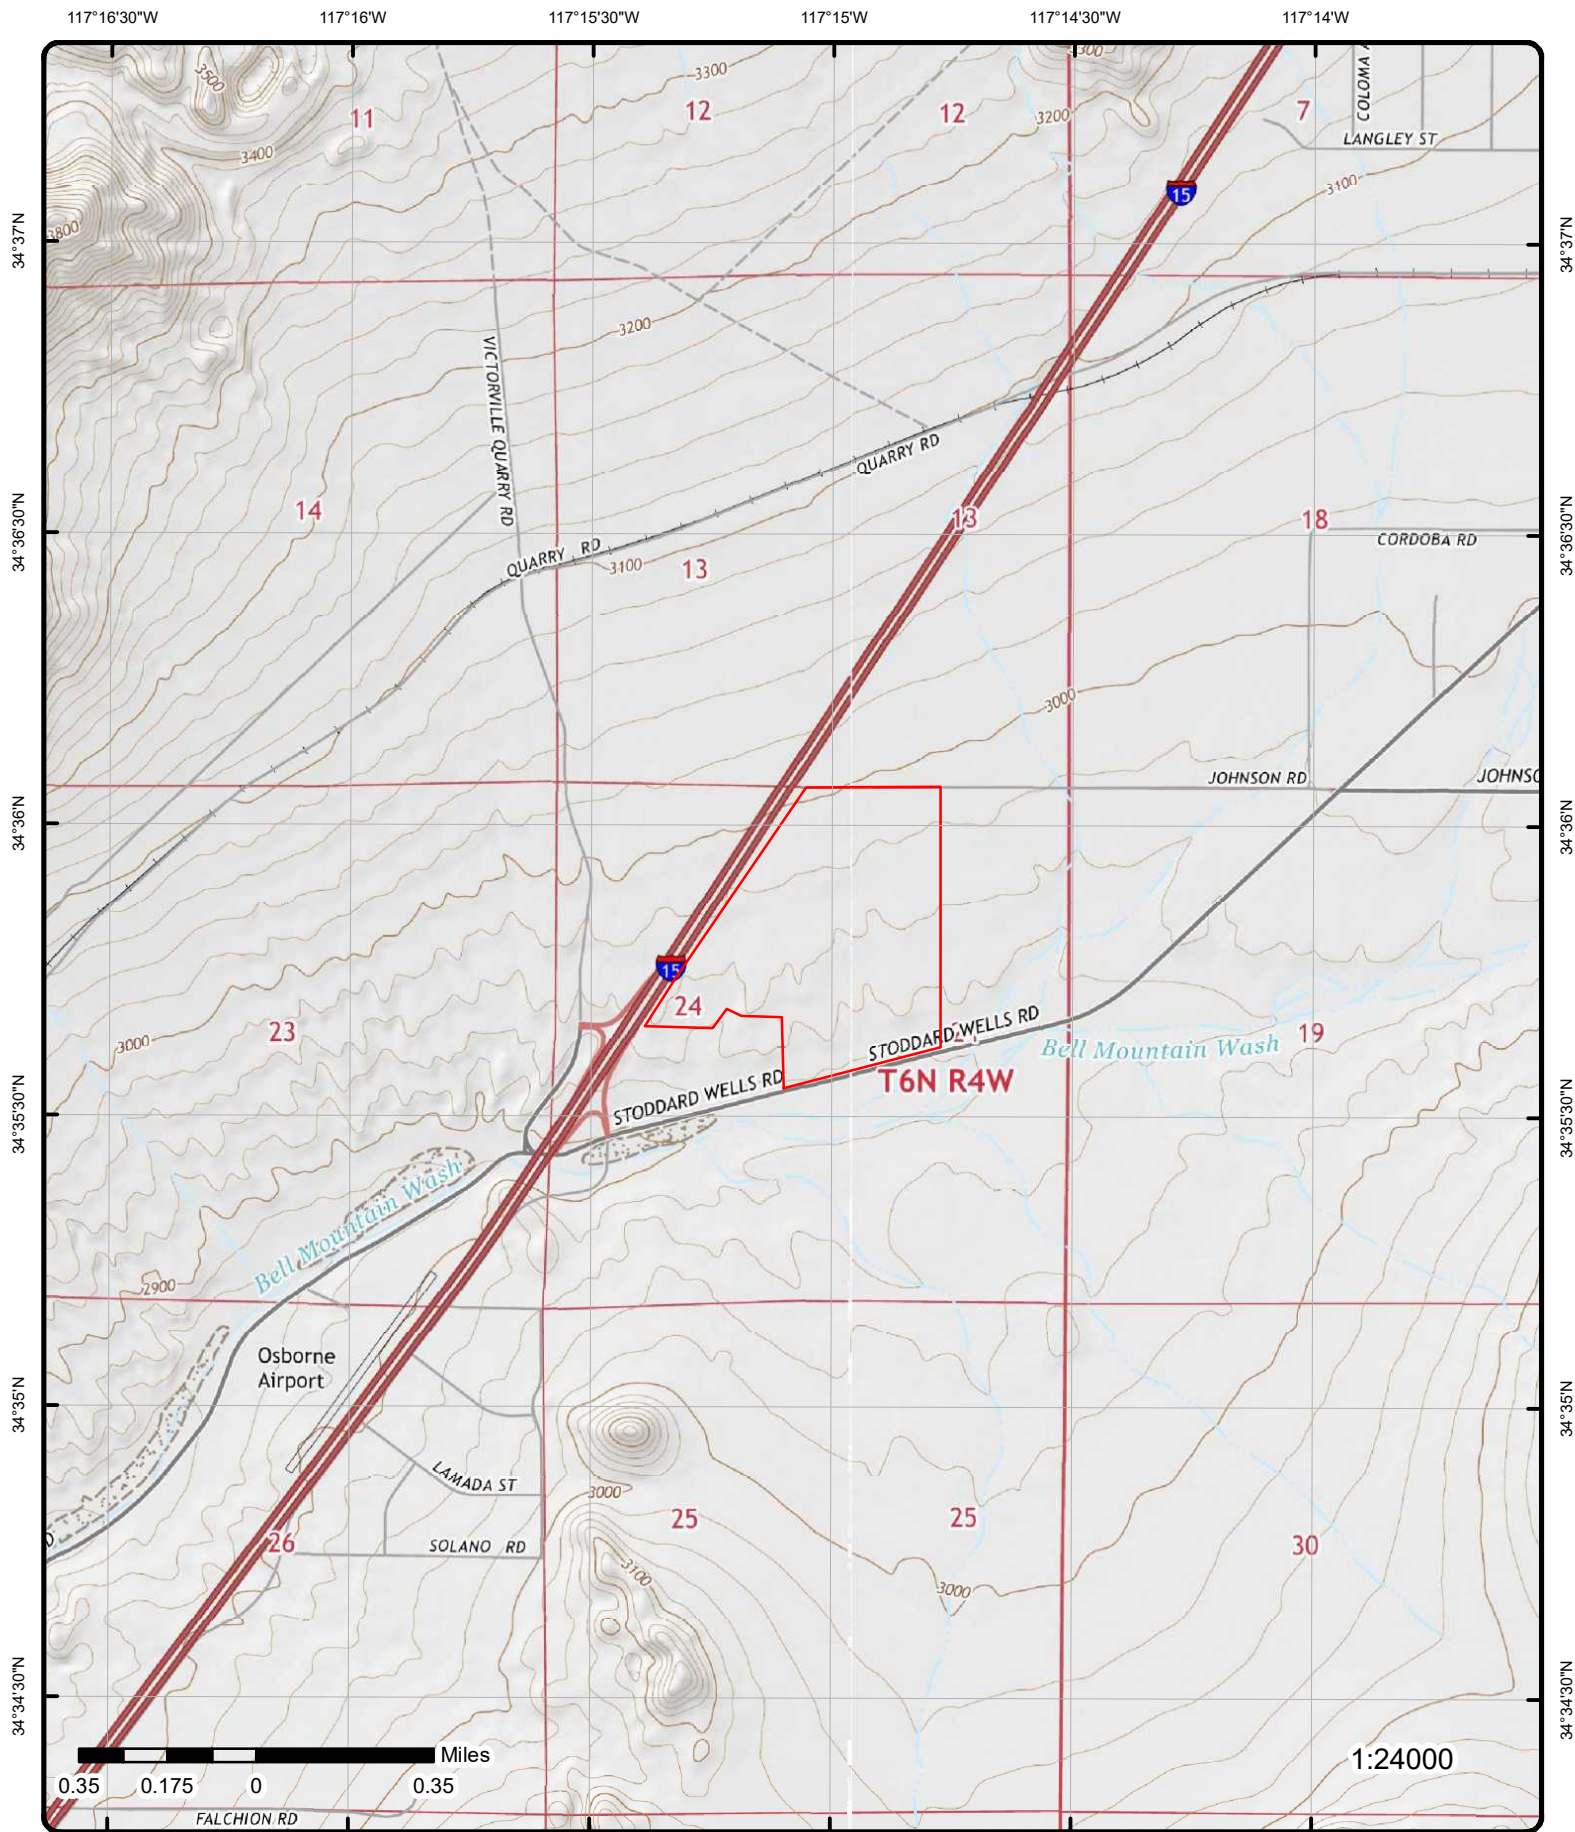 117°16'30"W 117°16'W 117°15'30"W 117°15'W 117°14'30"W 117°14'W
3500
3300
3300
COLOMA
11
12
12
3200
7
LANGLEY ST
3400
3100
15
3800
34°37'N
34°37'N
3200
VICTORVILLE QUARRY RD
QUARRY RD
14
13
18
34°36'30"N
34°36'30"N
CORDOBA RD
QUARRY RD
3100
13
3000
JOHNSON RD
JOHNSO
34°36'N
34°36'N
15
24
23
3000
STODDARD WELLS RD
19
Bell Mountain Wash
T6N R4W
STODDARD WELLS RD
34°35'30"N
34°35'30"N
Bell Mountain Wash
2900
Osborne
Airport
34°35'N
34°35'N
LAMADA ST
3000
25
25
26
SOLANO RD
30
3100
3000
34°34'30"N
34°34'30"N
Miles
1:24000
0.35 0.175 0 0.35
FALCHION RD